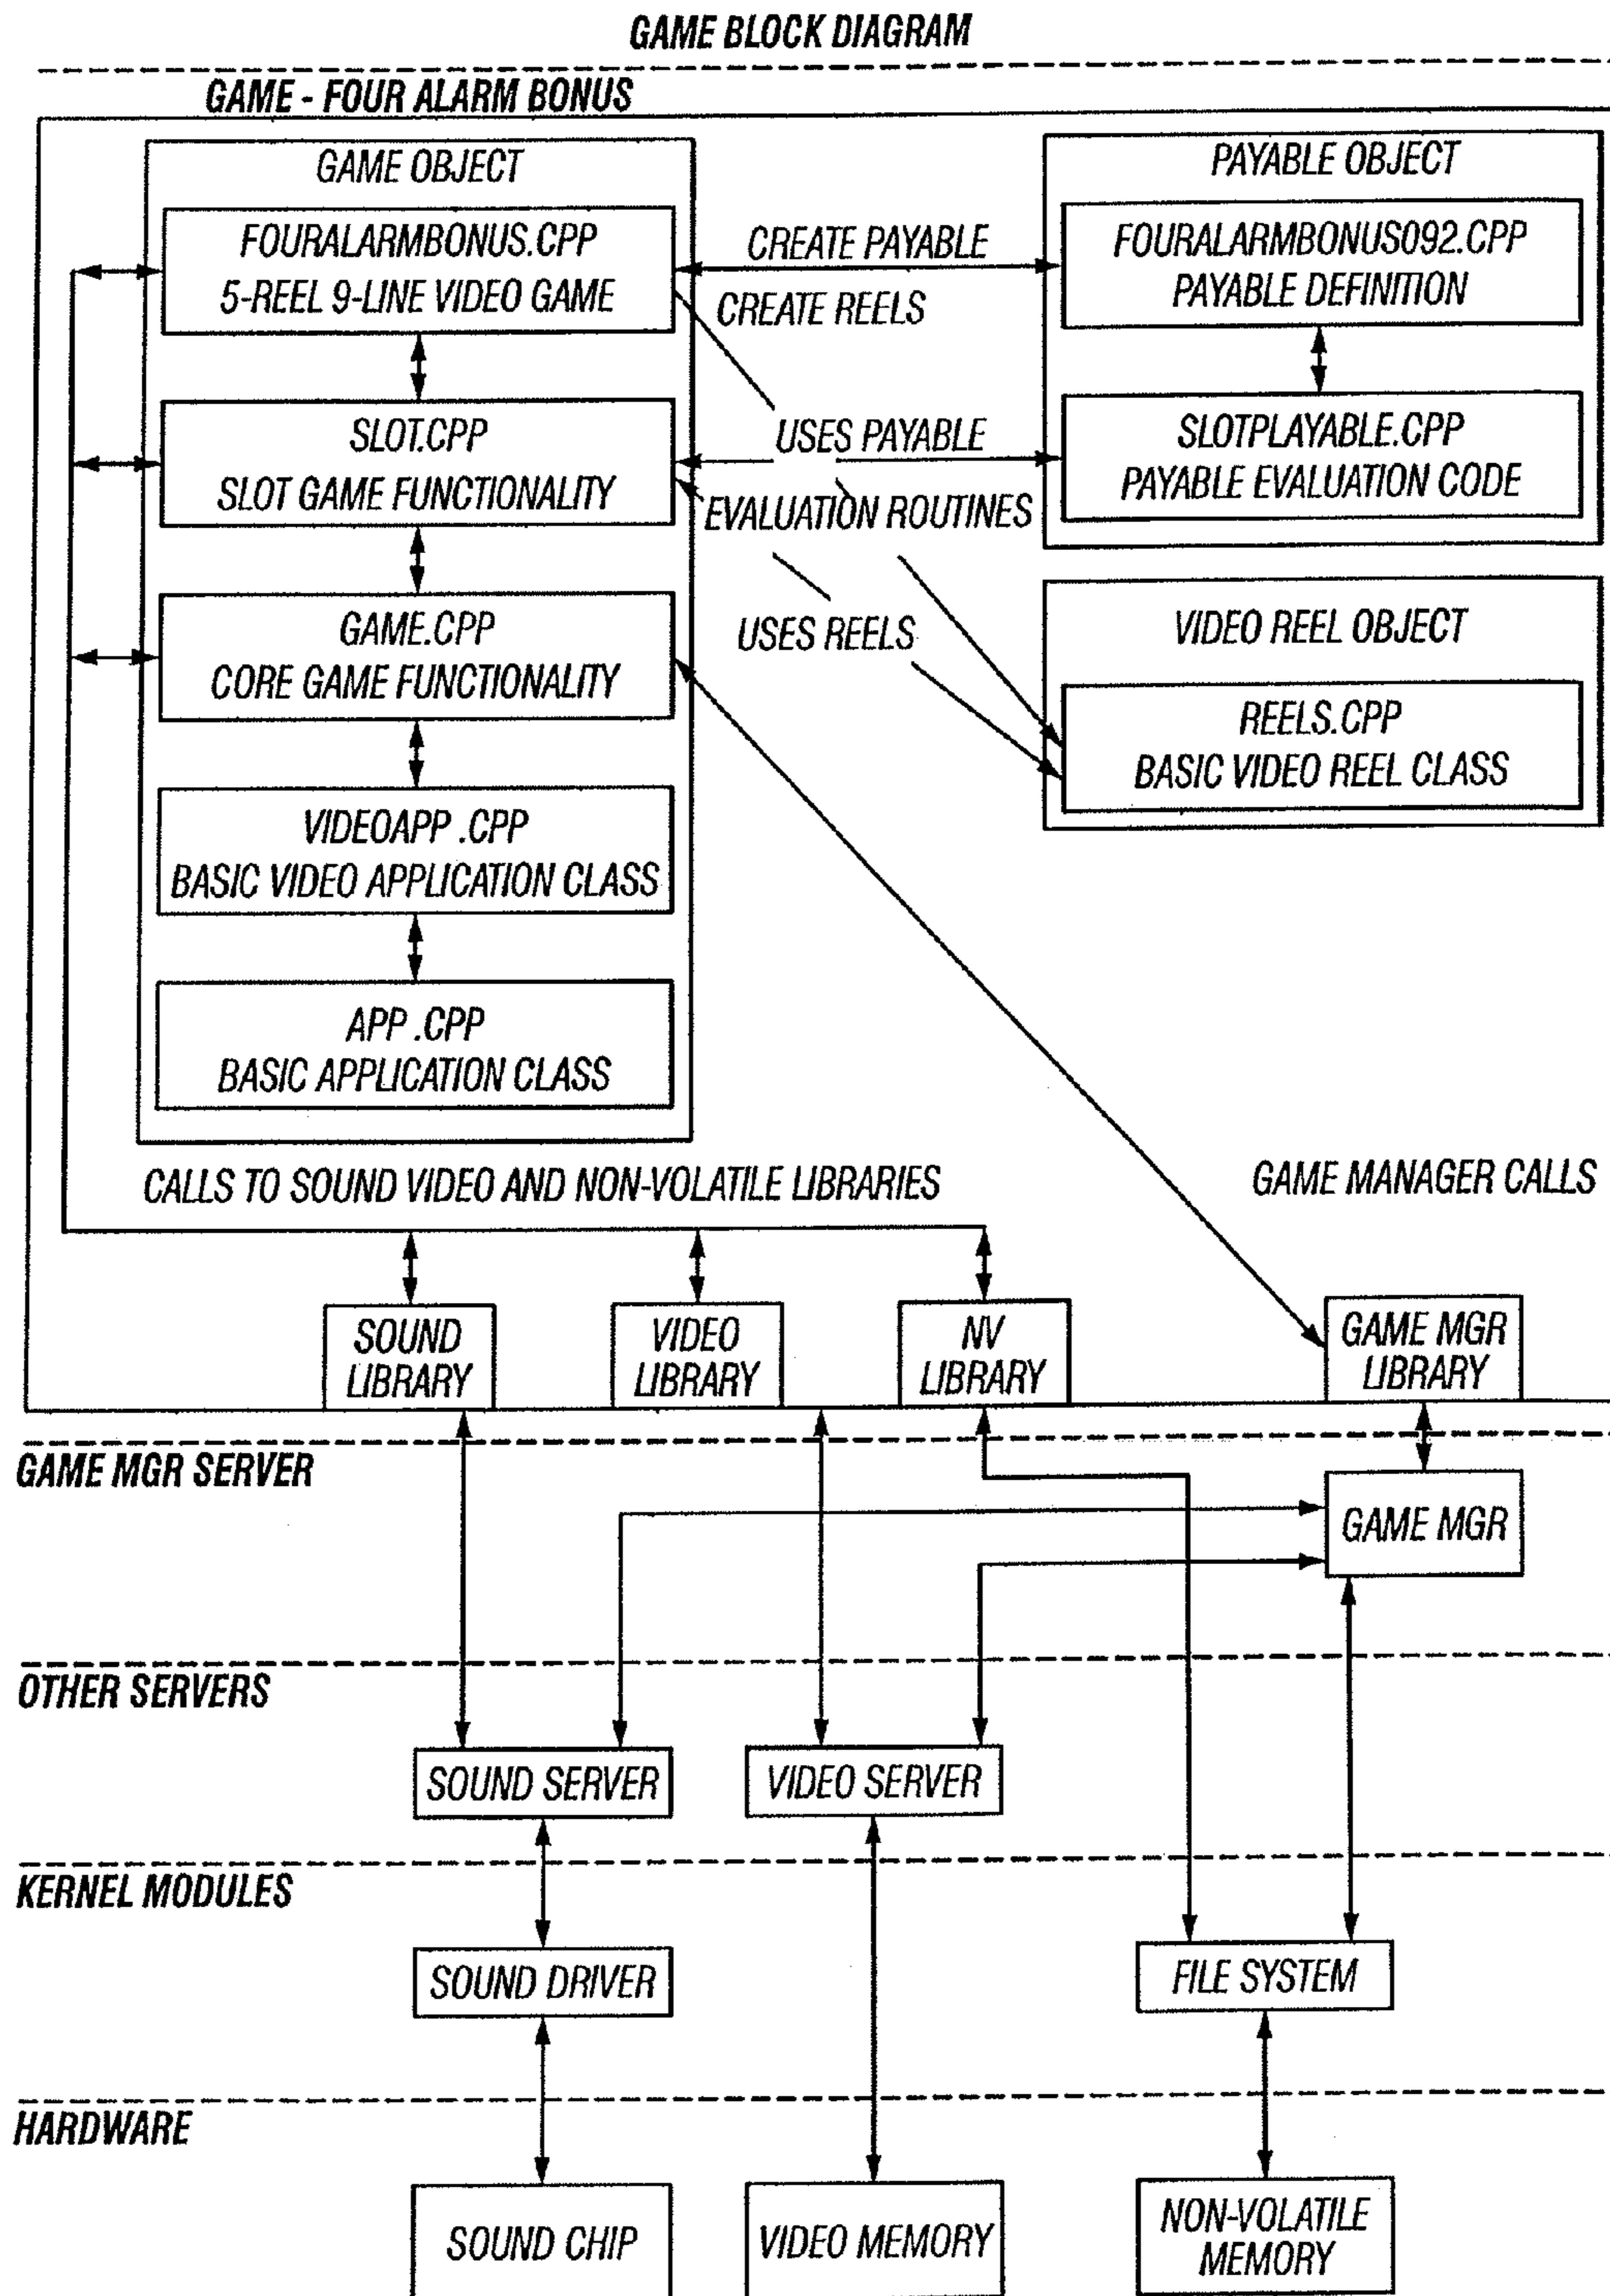 GAME BLOCK DIAGRAM
GAME - FOUR ALARM BONUS
GAME OBJECT
FOURALARMBONUS.CPP
5-REEL 9-LINE VIDEO GAME
SLOT.CPP
SLOT GAME FUNCTIONALITY
GAME.CPP
CORE GAME FUNCTIONALITY
VIDEOAPP .CPP
BASIC VIDEO APPLICATION CLASS
APP .CPP
BASIC APPLICATION CLASS
CREATE PAYABLE
CREATE REELS
USES PAYABLE
EVALUATION ROUTINES
USES REELS
PAYABLE OBJECT
FOURALARMBONUS092.CPP
PAYABLE DEFINITION
SLOTPLAYABLE.CPP
PAYABLE EVALUATION CODE
VIDEO REEL OBJECT
REELS.CPP
BASIC VIDEO REEL CLASS
CALLS TO SOUND VIDEO AND NON-VOLATILE LIBRARIES
GAME MANAGER CALLS
SOUND
LIBRARY
VIDEO
LIBRARY
NV
LIBRARY
GAME MGR
LIBRARY
GAME MGR SERVER
GAME MGR
OTHER SERVERS
SOUND SERVER
VIDEO SERVER
KERNEL MODULES
SOUND DRIVER
FILE SYSTEM
HARDWARE
SOUND CHIP
VIDEO MEMORY
NON-VOLATILE
MEMORY